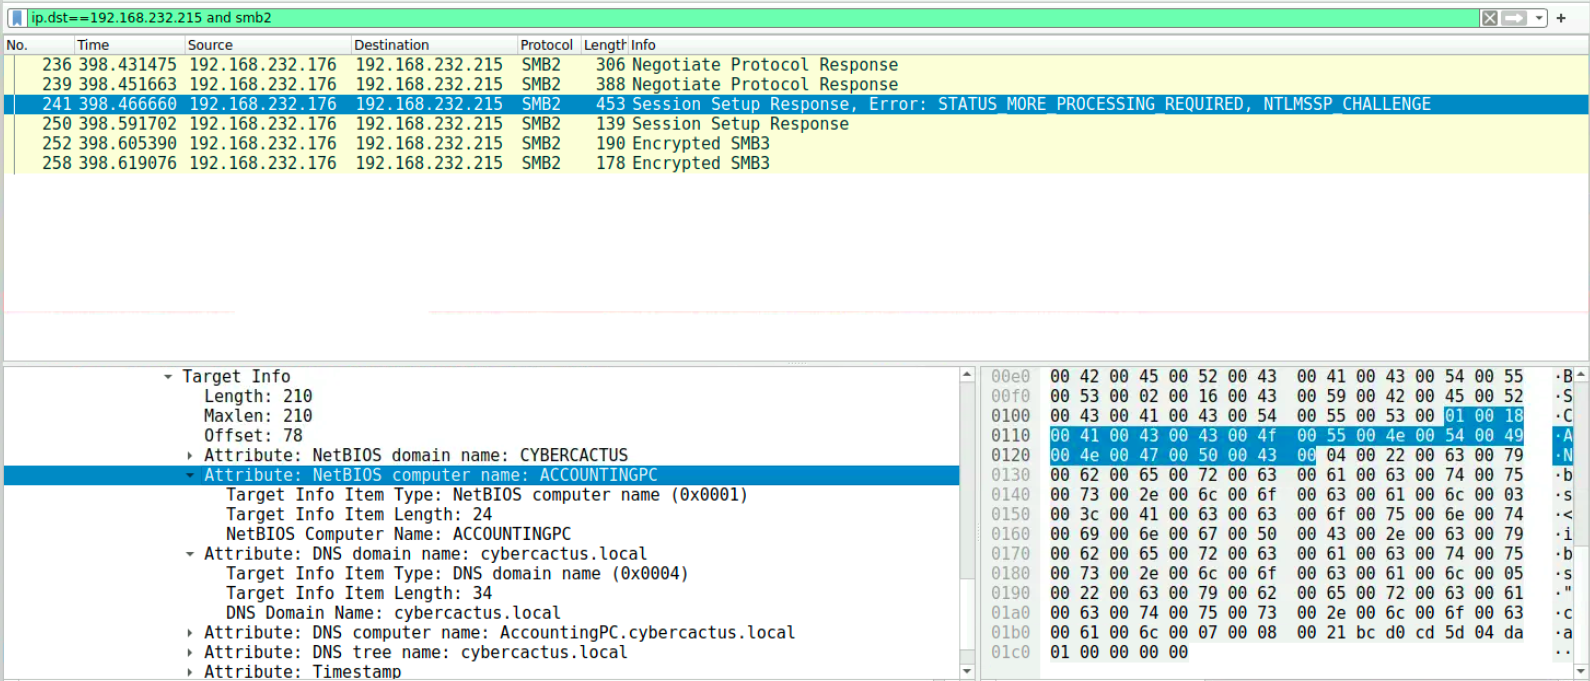 ip.dst==192.168.232.215 and smb2
No. Time Source Destination Protocol Length Info
236 398.431475 192.168.232.176 192.168.232.215 SMB2 306 Negotiate Protocol Response
239 398.451663 192.168.232.176 192.168.232.215 SMB2 388 Negotiate Protocol Response
241 398.466660 192.168.232.176 192.168.232.215 SMB2 453 Session Setup Response, Error: STATUS_MORE_PROCESSING_REQUIRED, NTLMSSP_CHALLENGE
250 398.591702 192.168.232.176 192.168.232.215 SMB2 139 Session Setup Response
252 398.605390 192.168.232.176 192.168.232.215 SMB2 190 Encrypted SMB3
258 398.619076 192.168.232.176 192.168.232.215 SMB2 178 Encrypted SMB3
Target Info
Length: 210
Maxlen: 210
Offset: 78
Attribute: NetBIOS domain name: CYBERCACTUS
Attribute: NetBIOS computer name: ACCOUNTINGPC
Target Info Item Type: NetBIOS computer name (0x0001)
Target Info Item Length: 24
NetBIOS Computer Name: ACCOUNTINGPC
Attribute: DNS domain name: cybercactus.local
Target Info Item Type: DNS domain name (0x0004)
Target Info Item Length: 34
DNS Domain Name: cybercactus.local
Attribute: DNS computer name: AccountingPC.cybercactus.local
Attribute: DNS tree name: cybercactus.local
Attribute: Timestamp
00e0 00 42 00 45 00 52 00 43 00 41 00 43 00 54 00 55 ·B
00f0 00 53 00 02 00 16 00 43 00 59 00 42 00 45 00 52 ·S
0100 00 43 00 41 00 43 00 54 00 55 00 53 00 01 00 18 ·C
0110 00 41 00 43 00 43 00 4f 00 55 00 4e 00 54 00 49 ·A
0120 00 4e 00 47 00 50 00 43 00 04 00 22 00 63 00 79 ·N
0130 00 62 00 65 00 72 00 63 00 61 00 63 00 74 00 75 ·b
0140 00 73 00 2e 00 6c 00 6f 00 63 00 61 00 6c 00 03 ·s
0150 00 3c 00 41 00 63 00 63 00 6f 00 75 00 6e 00 74 ·<
0160 00 69 00 6e 00 67 00 50 00 43 00 2e 00 63 00 79 ·i
0170 00 62 00 65 00 72 00 63 00 61 00 63 00 74 00 75 ·b
0180 00 73 00 2e 00 6c 00 6f 00 63 00 61 00 6c 00 05 ·s
0190 00 22 00 63 00 79 00 62 00 65 00 72 00 63 00 61 ·"
01a0 00 63 00 74 00 75 00 73 00 2e 00 6c 00 6f 00 63 ·c
01b0 00 61 00 6c 00 07 00 08 00 21 bc d0 cd 5d 04 da ·a
01c0 01 00 00 00 00 ··